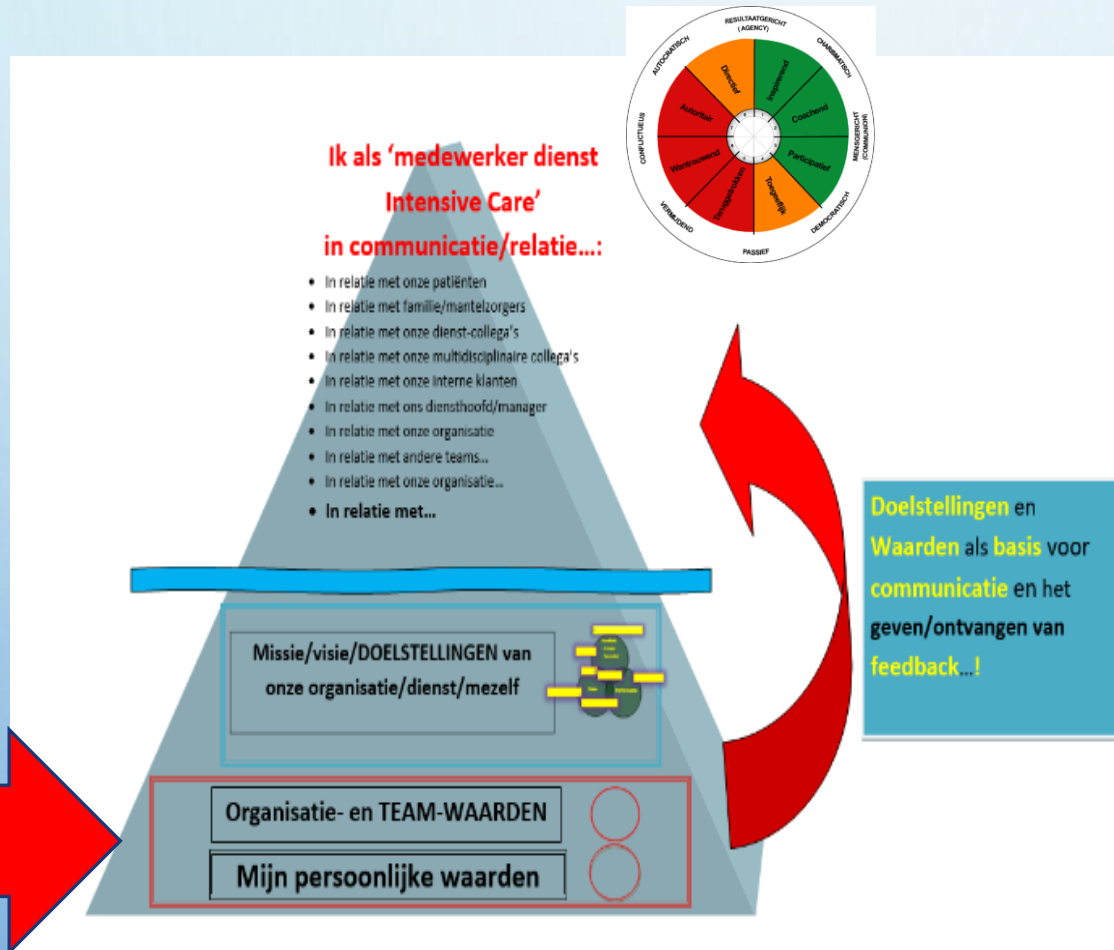 RESULTAATGERICHT
(AGENCY)
AUTOCRATISCH
CHARISMATISCH
CONFLICTUEUS
MENSGERICHT
(COMMUNION)
VERMIJDEND
DEMOCRATISCH
PASSIEF
Directief
Inspirerend
Autoritair
Coachend
Wantrouwend
Participatief
Teruggetrokken
Toegeeflijk
Ik als ‘medewerker dienst
Intensive Care’
in communicatie/relatie...:
• In relatie met onze patiënten
• In relatie met familie/mantelzorgers
• In relatie met onze dienst-collega's
• In relatie met onze multidisciplinaire collega's
• In relatie met onze interne klanten
• In relatie met ons diensthoofd/manager
• In relatie met onze organisatie
• In relatie met andere teams...
• In relatie met onze organisatie...
• In relatie met...
Doelstellingen en
Waarden als basis voor
communicatie en het
geven/ontvangen van
feedback...!
Missie/visie/DOELSTELLINGEN van
onze organisatie/dienst/mezelf
Organisatie- en TEAM-WAARDEN
Mijn persoonlijke waarden